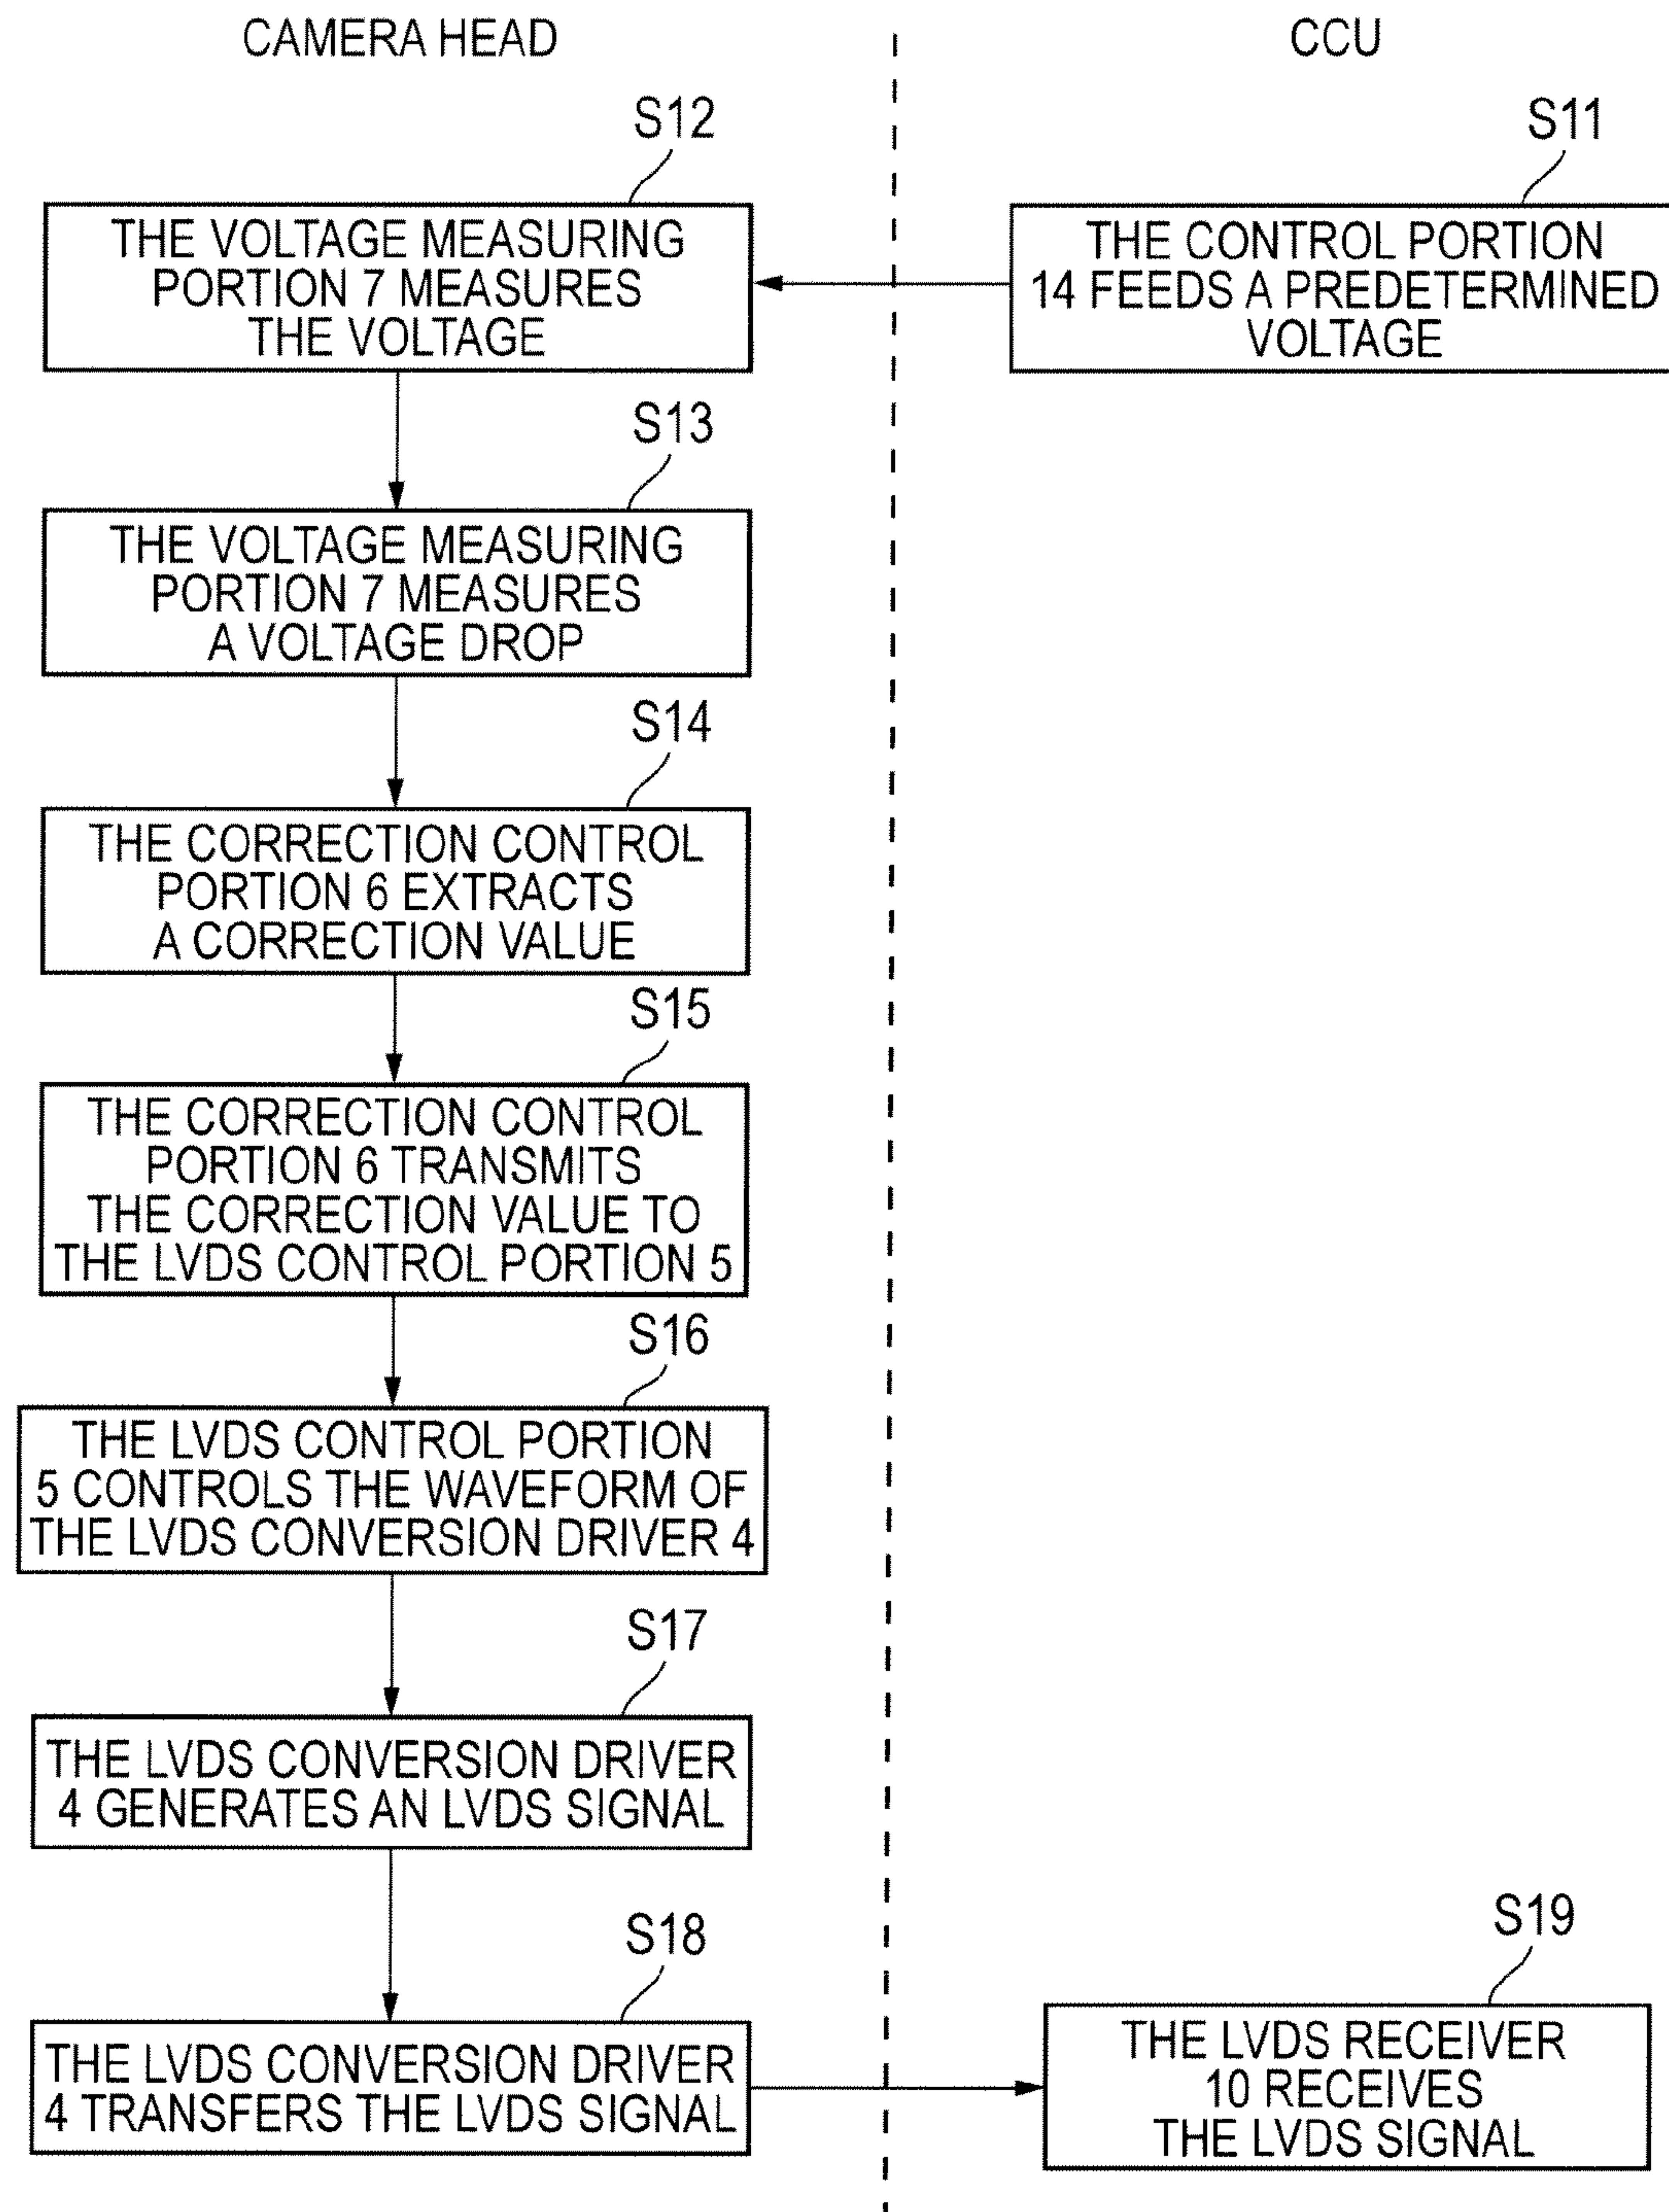 CAMERA HEAD
CCU
S12
THE VOLTAGE MEASURING
PORTION 7 MEASURES
THE VOLTAGE
S11
THE CONTROL PORTION
14 FEEDS A PREDETERMINED
VOLTAGE
S13
THE VOLTAGE MEASURING
PORTION 7 MEASURES
A VOLTAGE DROP
S14
THE CORRECTION CONTROL
PORTION 6 EXTRACTS
A CORRECTION VALUE
S15
THE CORRECTION CONTROL
PORTION 6 TRANSMITS
THE CORRECTION VALUE TO
THE LVDS CONTROL PORTION 5
S16
THE LVDS CONTROL PORTION
5 CONTROLS THE WAVEFORM OF
THE LVDS CONVERSION DRIVER 4
S17
THE LVDS CONVERSION DRIVER
4 GENERATES AN LVDS SIGNAL
S18
THE LVDS CONVERSION DRIVER
4 TRANSFERS THE LVDS SIGNAL
S19
THE LVDS RECEIVER
10 RECEIVES
THE LVDS SIGNAL